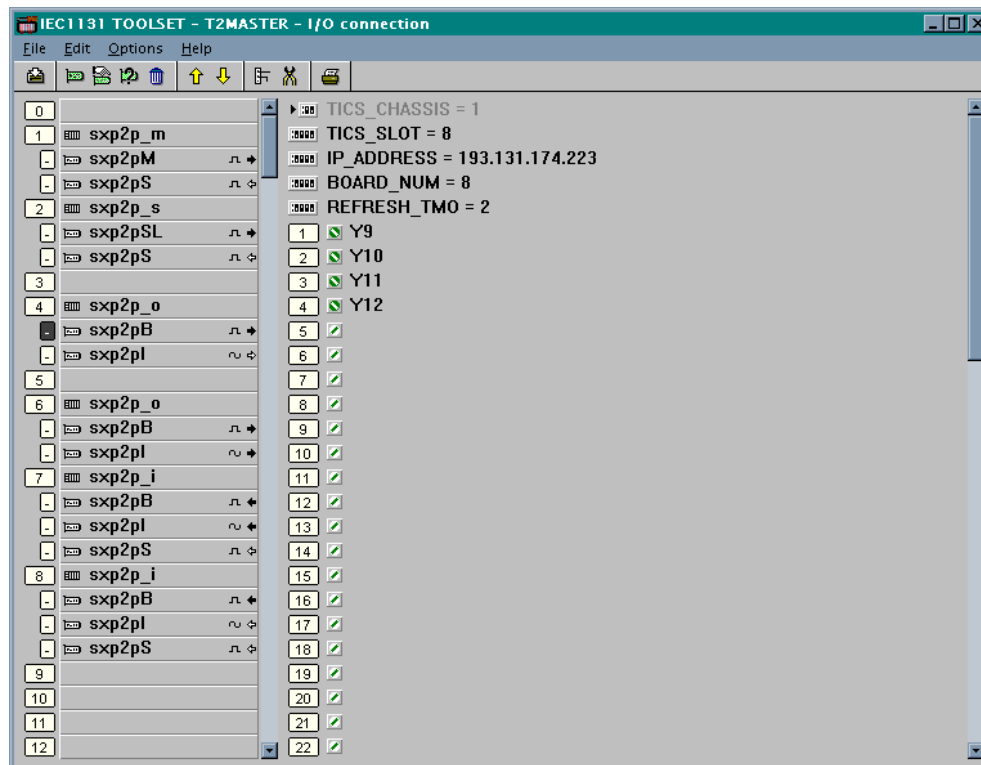 IEC1131 TOOLSET - T2MASTER - I/O connection
File Edit Options Help
0 TICS_CHASSIS = 1
1 sxp2p_m TICS_SLOT = 8
- sxp2pM IP_ADDRESS = 193.131.174.223
- sxp2pS BOARD_NUM = 8
2 sxp2p_s REFRESH_TMO = 2
- sxp2pSL 1 Y9
- sxp2pS 2 Y10
3 3 Y11
4 sxp2p_o 4 Y12
- sxp2pB 5
- sxp2pI 6
5 7
6 sxp2p_o 8
- sxp2pB 9
- sxp2pI 10
7 sxp2p_i 11
- sxp2pB 12
- sxp2pI 13
- sxp2pS 14
8 sxp2p_i 15
- sxp2pB 16
- sxp2pI 17
- sxp2pS 18
9 19
10 20
11 21
12 22